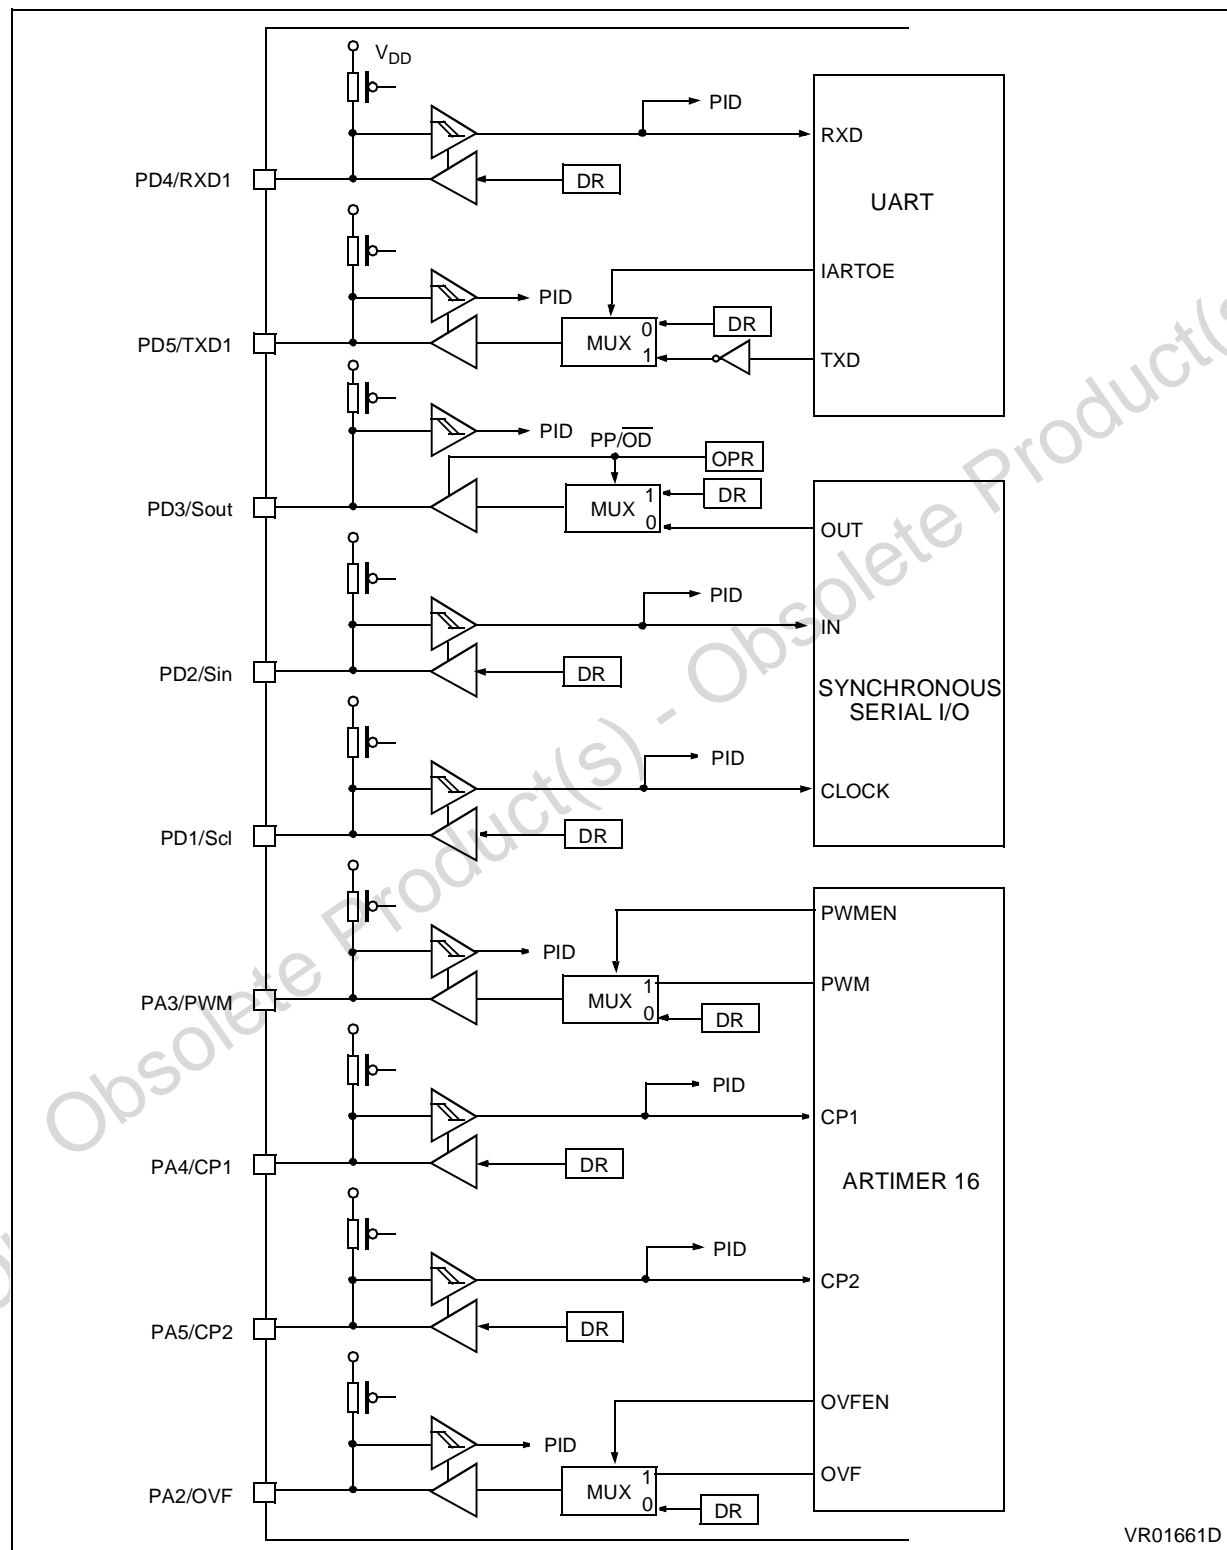 VDD
PID
RXD
PD4/RXD1
DR
UART
IARTOE
PID
DR
0
MUX
1
TXD
PD5/TXD1
PID
PP/OD
OPR
1
DR
MUX
0
PD3/Sout
OUT
PID
IN
PD2/Sin
DR
SYNCHRONOUS
SERIAL I/O
PID
CLOCK
PD1/Scl
DR
PWMEN
PID
1
PWM
MUX
0
DR
PA3/PWM
PID
CP1
PA4/CP1
DR
ARTIMER 16
PID
CP2
PA5/CP2
DR
OVFEN
PID
1
OVF
MUX
0
DR
PA2/OVF
VR01661D
Obsolete Product(s) - Obsolete Product(s